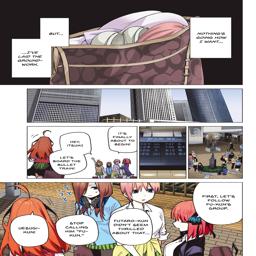 BUT...
NOTHING'S
GOING HOW
I WANT...
...I'VE
LAID THE
GROUND-
WORK.
IT'S
FINALLY
ABOUT TO
BEGIN!
HEY,
ITSUKI!
LET'S
BOARD THE
BULLET
TRAIN!
FIRST, LET'S
FOLLOW
FU-KUN'S
GROUP.
FUTARO-KUN
DIDN'T SEEM
THRILLED
ABOUT THAT...
STOP
CALLING
HIM "FU-
KUN."
UESUGI-
KUN!